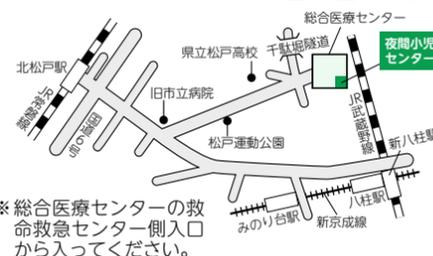 総合医療センター
千駄堀隧道
県立松戸高校
夜間小児
センター
北松戸駅
旧市立病院
JR常磐線
国道6号
松戸運動公園
JR武蔵野線
新八柱駅
八柱駅
みのり台駅
新京成線
※総合医療センターの救
命救急センター側入口
から入ってください。